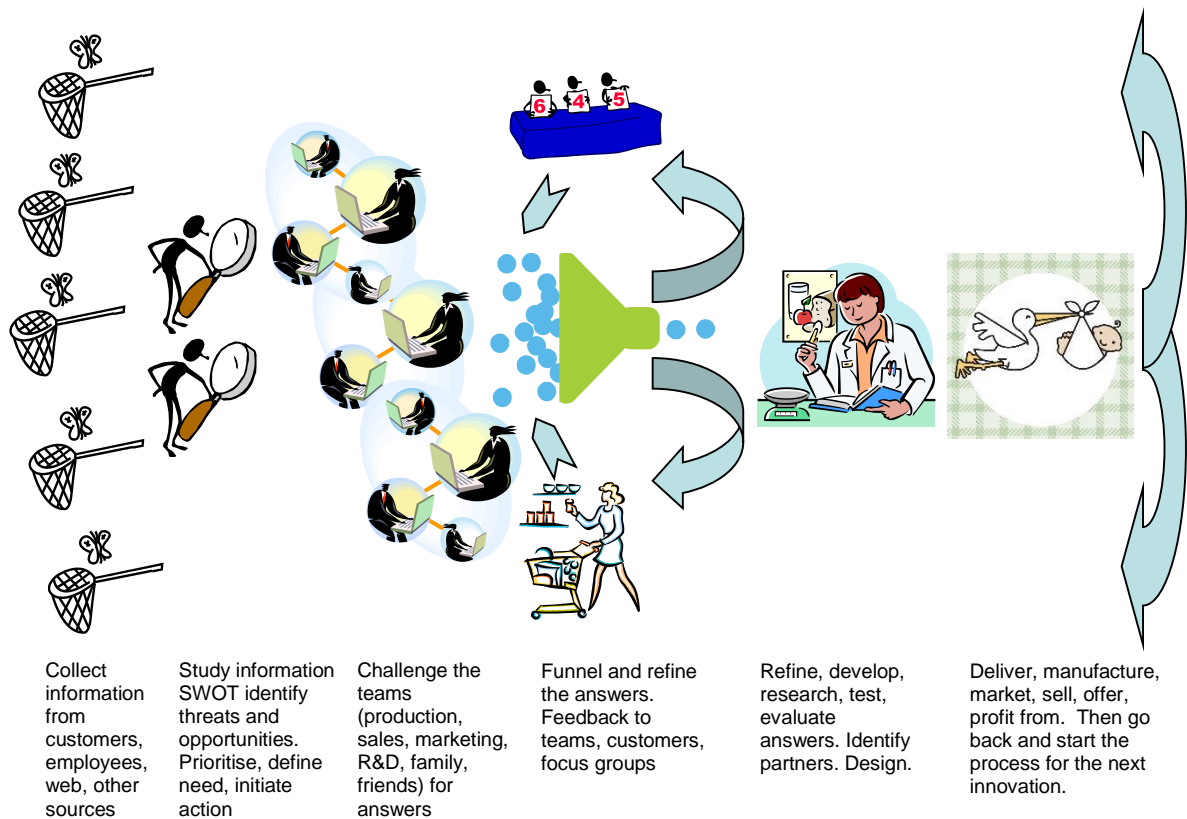 6 4 5
Collect
information
from
customers,
employees,
web, other
sources
Study information
SWOT identify
threats and
opportunities.
Prioritise, define
need, initiate
action
Challenge the
teams
(production,
sales, marketing,
R&D, family,
friends) for
answers
Funnel and refine
the answers.
Feedback to
teams, customers,
focus groups
Refine, develop,
research, test,
evaluate
answers. Identify
partners. Design.
Deliver, manufacture,
market, sell, offer,
profit from.  Then go
back and start the
process for the next
innovation.